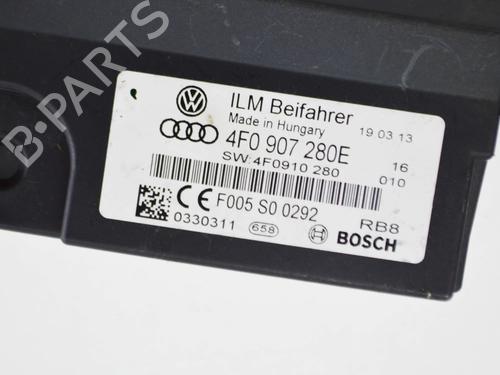 B-PARTS
ILM Beifahrer
Made in Hungary
19 03 13
4F0 907 280E
16
SW:4F0910 280
010
CE F005 S0 0292
RB8
0330311 658 BOSCH